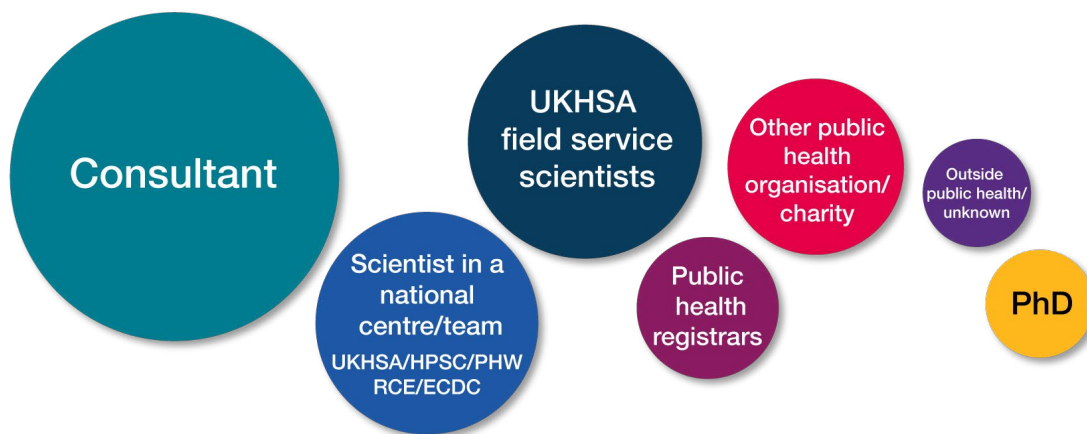 Consultant
Scientist in a
national
centre/team
UKHSA/HPSC/PHW
RCE/ECDC
UKHSA
field service
scientists
Public
health
registrars
Other public
health
organisation/
charity
Outside
public health/
unknown
PhD